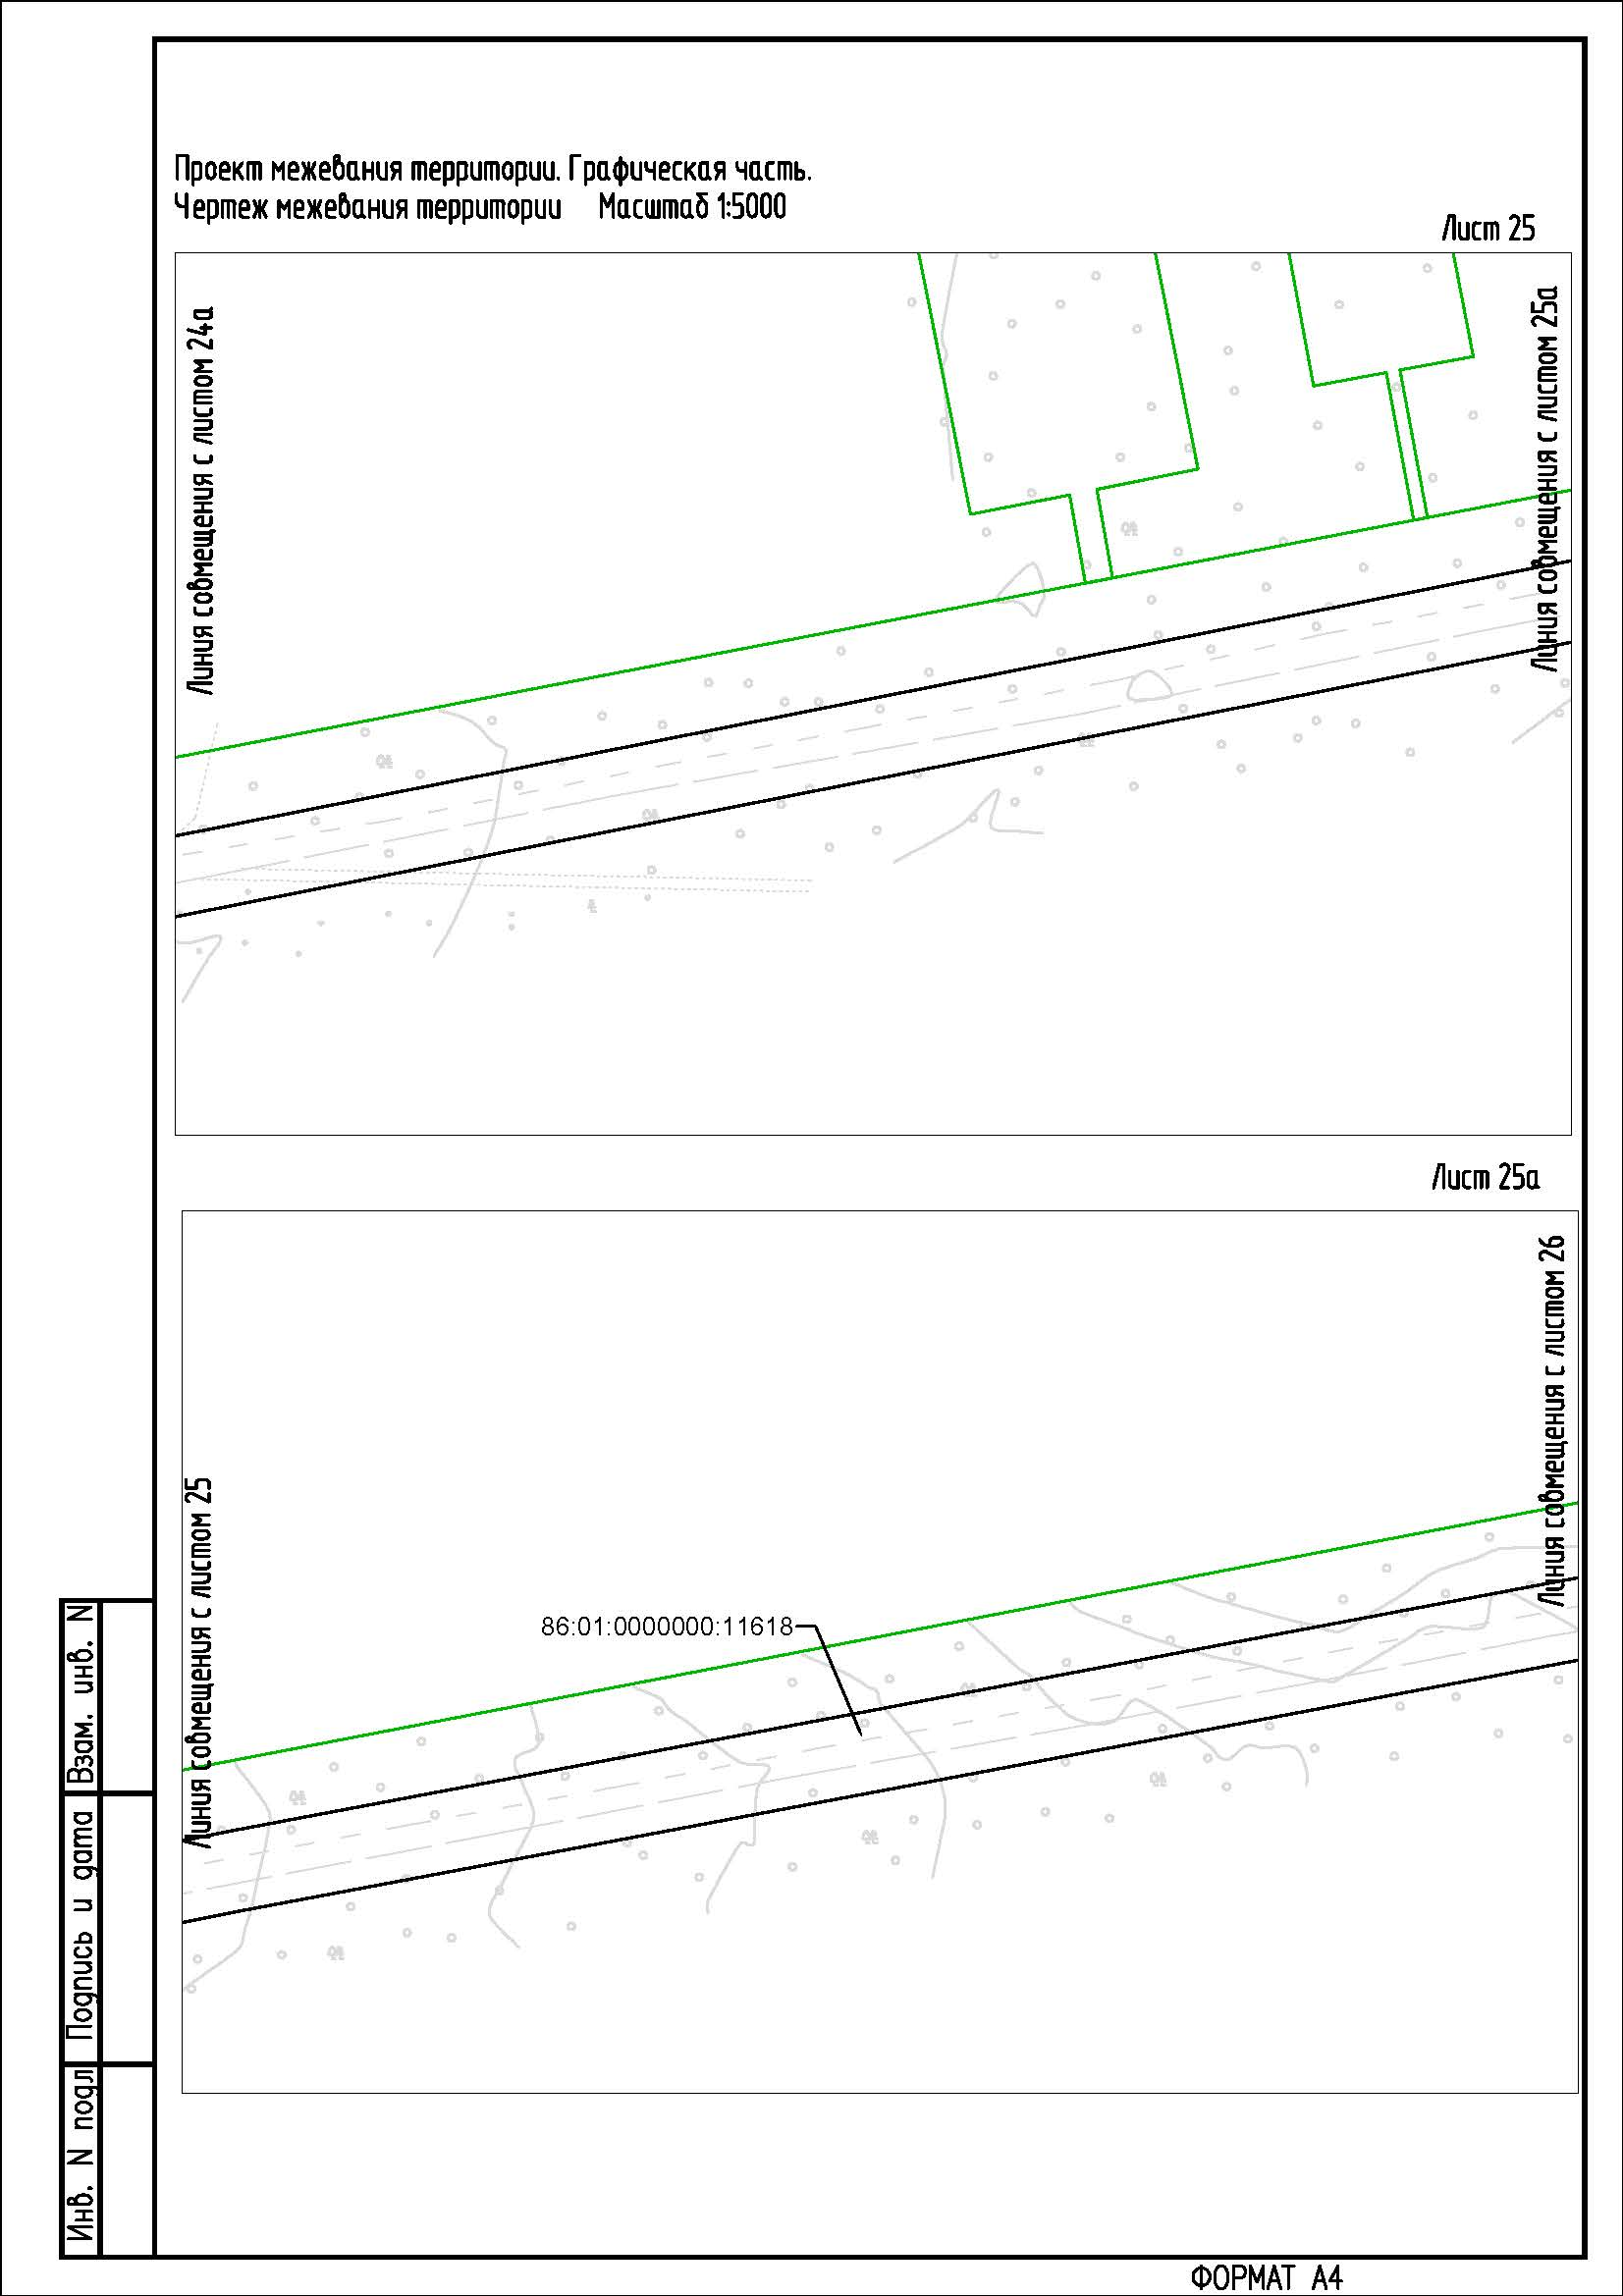 Проект межевания территории. Графическая часть.
Чертеж межевания территории Масштаб 1:5000
Лист 25
Линия совмещения с листом 24а
Линия совмещения с листом 25а
Лист 25а
Линия совмещения с листом 25
86:01:0000000:11618
Линия совмещения с листом 26
Взам. инв. N
Подпись и дата
Инв. N подл
ФОРМАТ А4